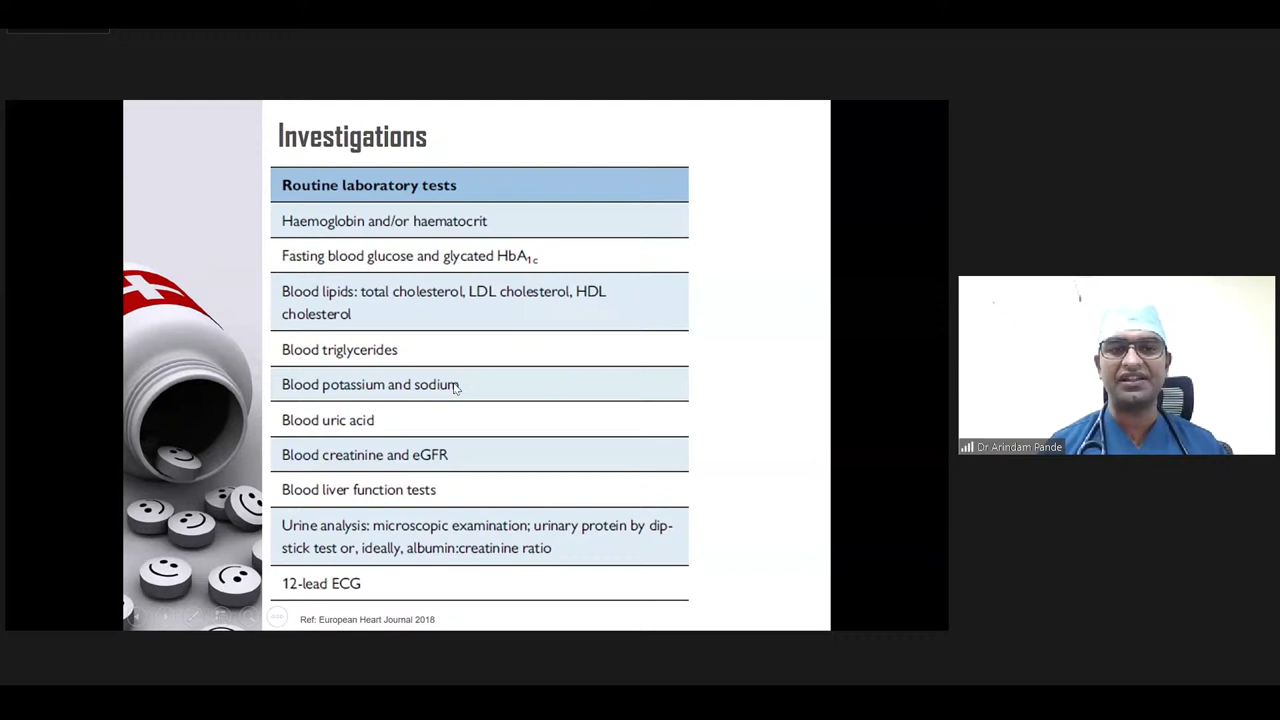 Investigations
Routine laboratory tests
Haemoglobin and/or haematocrit
Fasting blood glucose and glycated HbA1c
Blood lipids: total cholesterol, LDL cholesterol, HDL
cholesterol
Blood triglycerides
Blood potassium and sodium
Blood uric acid
Blood creatinine and eGFR
Blood liver function tests
Urine analysis: microscopic examination; urinary protein by dip-
stick test or, ideally, albumin:creatinine ratio
12-lead ECG
Ref: European Heart Journal 2018
Dr Arindam Pande